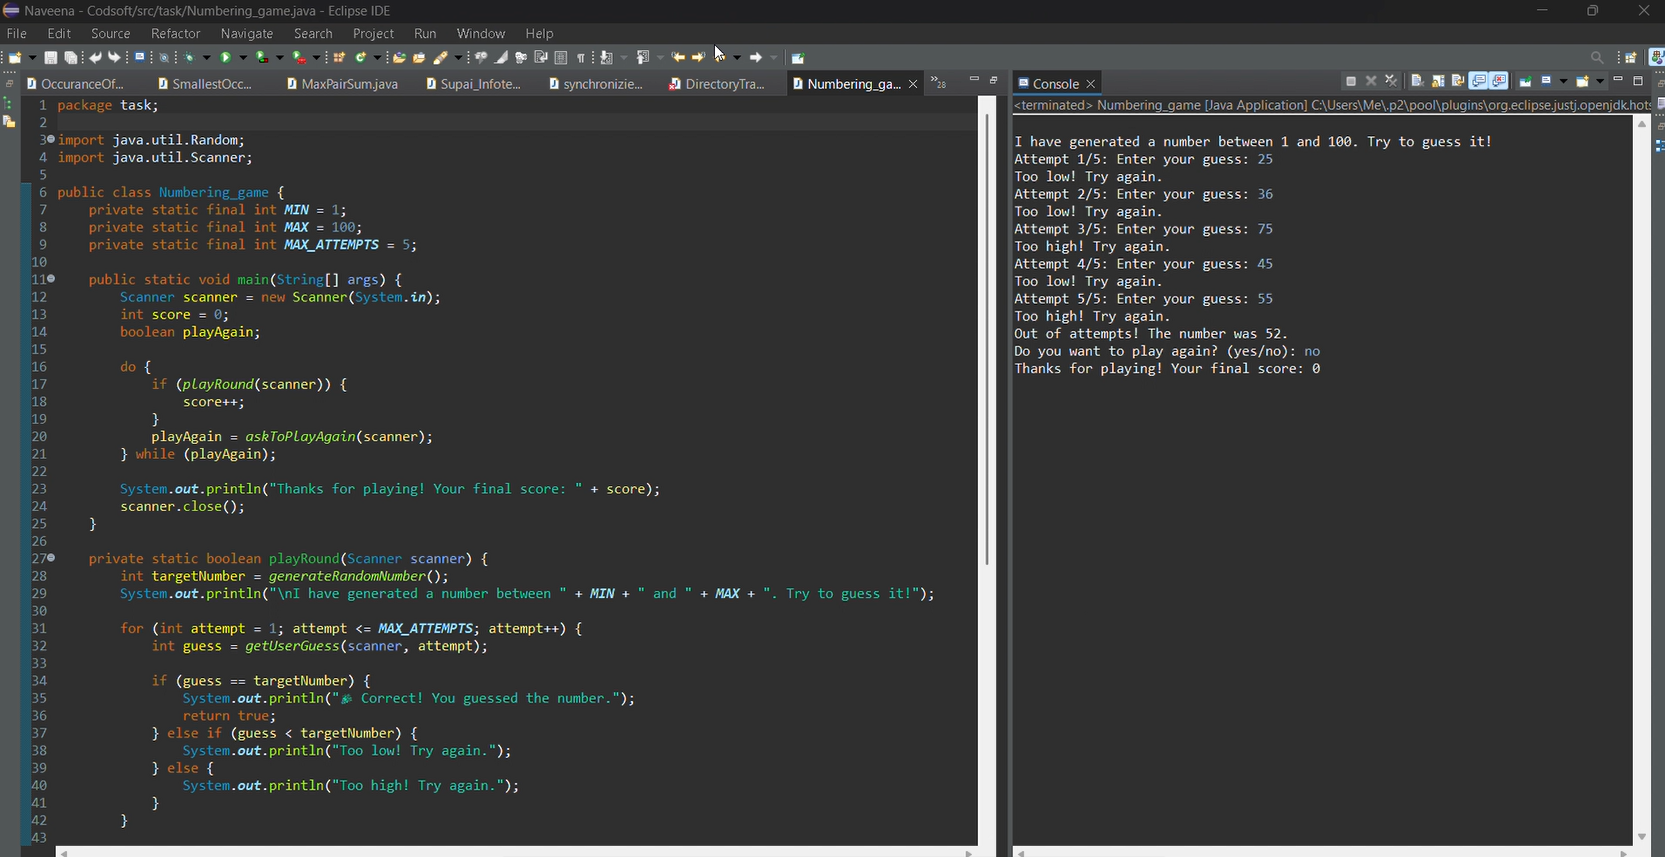 Naveena - Codsoft/src/task/Numbering_game.java - Eclipse IDE
File Edit Source Refactor Navigate Search Project Run Window Help
OccuranceOf... SmallestOcc... MaxPairSum.java Supai_Infote... synchronizie... DirectoryTra... Numbering_ga... »28
1 package task;
2
3 import java.util.Random;
4 import java.util.Scanner;
5
6 public class Numbering_game {
7 private static final int MIN = 1;
8 private static final int MAX = 100;
9 private static final int MAX_ATTEMPTS = 5;
10
11 public static void main(String[] args) {
12 Scanner scanner = new Scanner(System.in);
13 int score = 0;
14 boolean playAgain;
15
16 do {
17 if (playRound(scanner)) {
18 score++;
19 }
20 playAgain = askToPlayAgain(scanner);
21 } while (playAgain);
22
23 System.out.println("Thanks for playing! Your final score: " + score);
24 scanner.close();
25 }
26
27 private static boolean playRound(Scanner scanner) {
28 int targetNumber = generateRandomNumber();
29 System.out.println("\nI have generated a number between " + MIN + " and " + MAX + ". Try to guess it!");
30
31 for (int attempt = 1; attempt <= MAX_ATTEMPTS; attempt++) {
32 int guess = getUserGuess(scanner, attempt);
33
34 if (guess == targetNumber) {
35 System.out.println("🎉 Correct! You guessed the number.");
36 return true;
37 } else if (guess < targetNumber) {
38 System.out.println("Too low! Try again.");
39 } else {
40 System.out.println("Too high! Try again.");
41 }
42 }
43
Console
<terminated> Numbering_game [Java Application] C:\Users\Me\.p2\pool\plugins\org.eclipse.justj.openjdk.hots
I have generated a number between 1 and 100. Try to guess it!
Attempt 1/5: Enter your guess: 25
Too low! Try again.
Attempt 2/5: Enter your guess: 36
Too low! Try again.
Attempt 3/5: Enter your guess: 75
Too high! Try again.
Attempt 4/5: Enter your guess: 45
Too low! Try again.
Attempt 5/5: Enter your guess: 55
Too high! Try again.
Out of attempts! The number was 52.
Do you want to play again? (yes/no): no
Thanks for playing! Your final score: 0